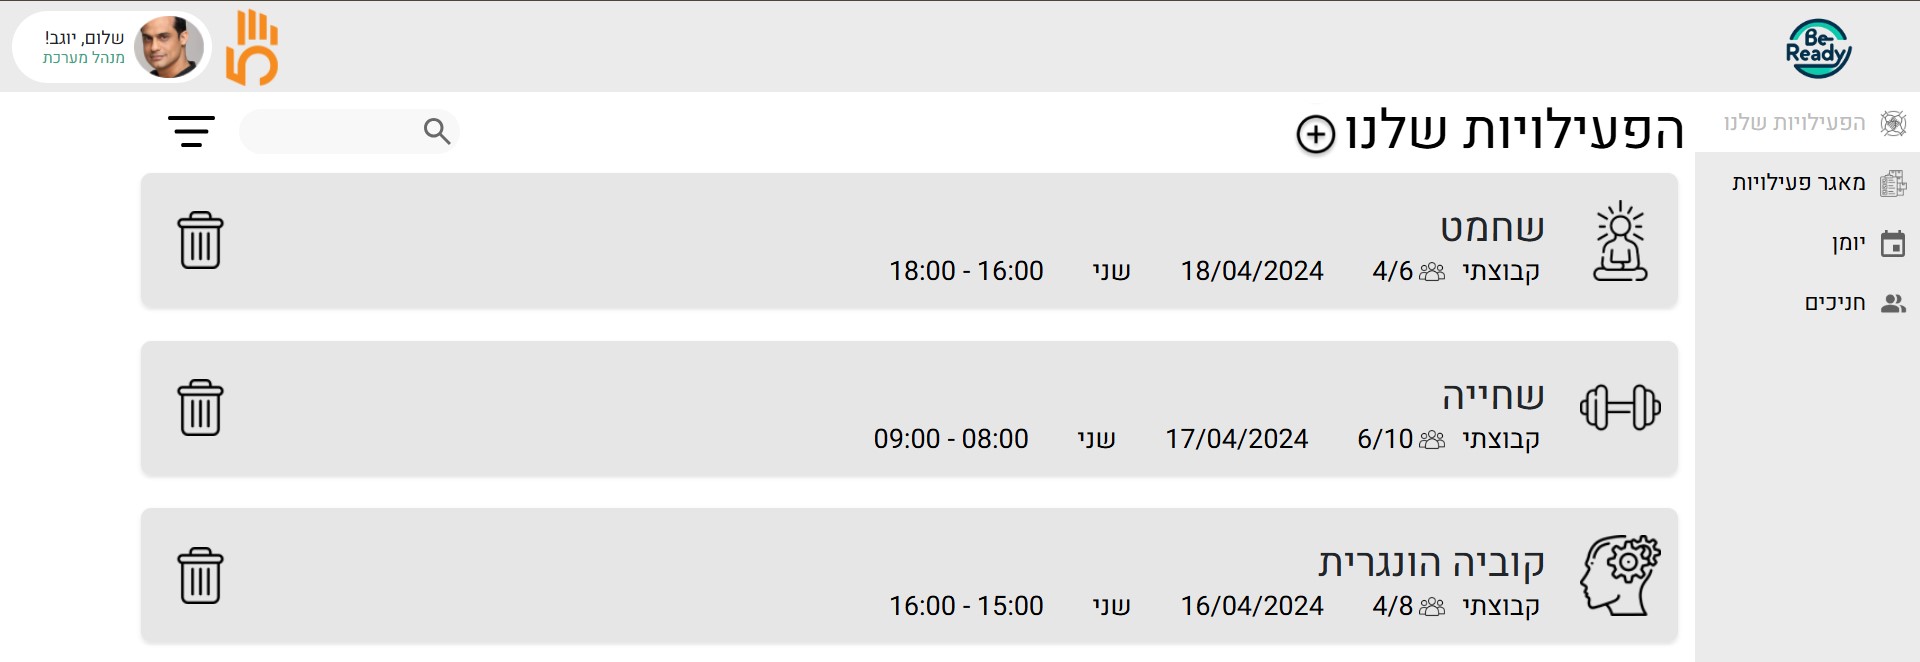 Be-
Ready
שלום, יוגב!
מנהל מערכת
הפעילויות שלנו
מאגר פעילויות
יומן
חניכים
הפעילויות שלנו
שחמט
קבוצתי 4/6 18/04/2024 שני 16:00 - 18:00
שחייה
קבוצתי 6/10 17/04/2024 שני 08:00 - 09:00
קוביה הונגרית
קבוצתי 4/8 16/04/2024 שני 15:00 - 16:00